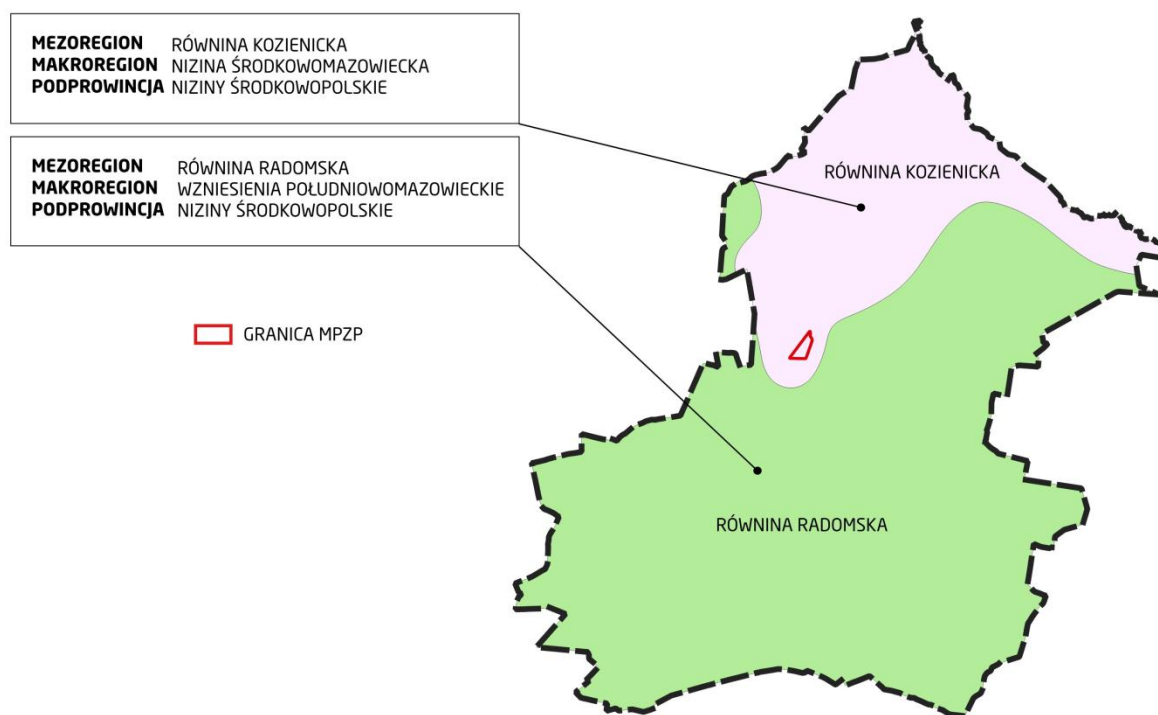 MEZOREGION RÓWNINA KOZIENICKA
MAKROREGION NIZINA ŚRODKOWOMAZOWIECKA
PODPROWINCJA NIZINY ŚRODKOWOPOLSKIE
MEZOREGION RÓWNINA RADOMSKA
MAKROREGION WZNIESIENIA POŁUDNIOWOMAZOWIECKIE
PODPROWINCJA NIZINY ŚRODKOWOPOLSKIE
RÓWNINA KOZIENICKA
GRANICA MPZP
RÓWNINA RADOMSKA